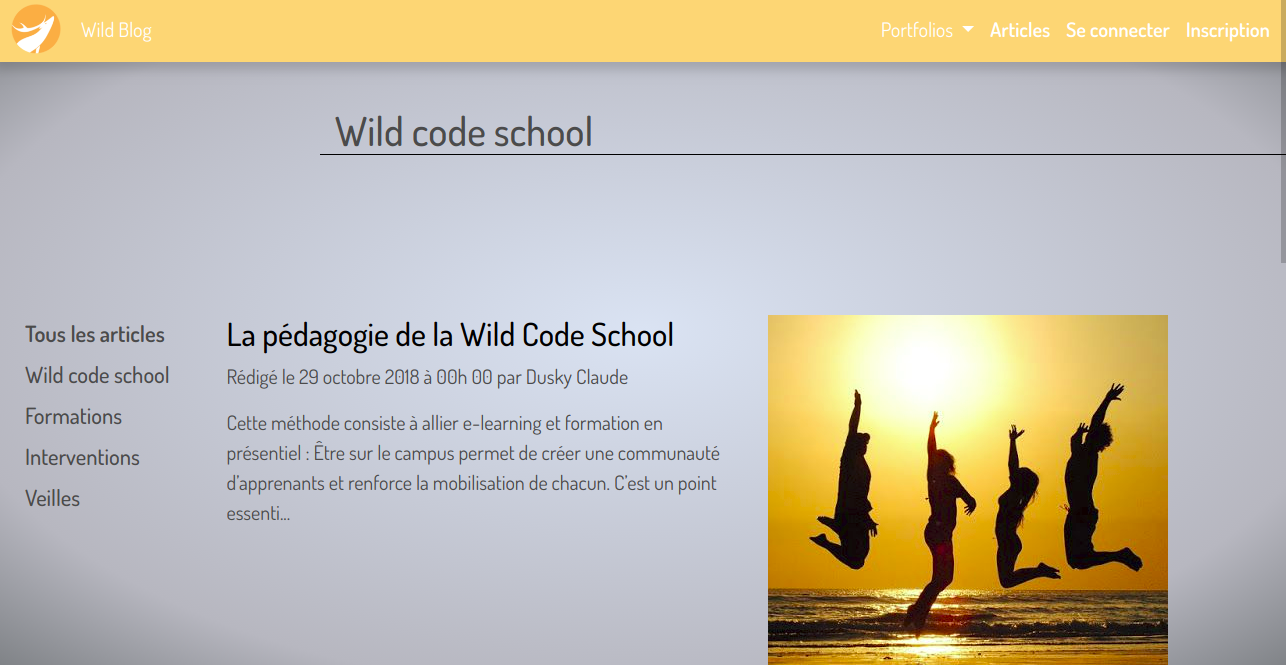 Wild Blog
Portfolios
Articles
Se connecter
Inscription
Wild code school
Tous les articles
Wild code school
Formations
Interventions
Veilles
La pédagogie de la Wild Code School
Rédigé le 29 octobre 2018 à 00h 00 par Dusky Claude
Cette méthode consiste à allier e-learning et formation en
présentiel : Être sur le campus permet de créer une communauté
d’apprenants et renforce la mobilisation de chacun. C’est un point
essenti...